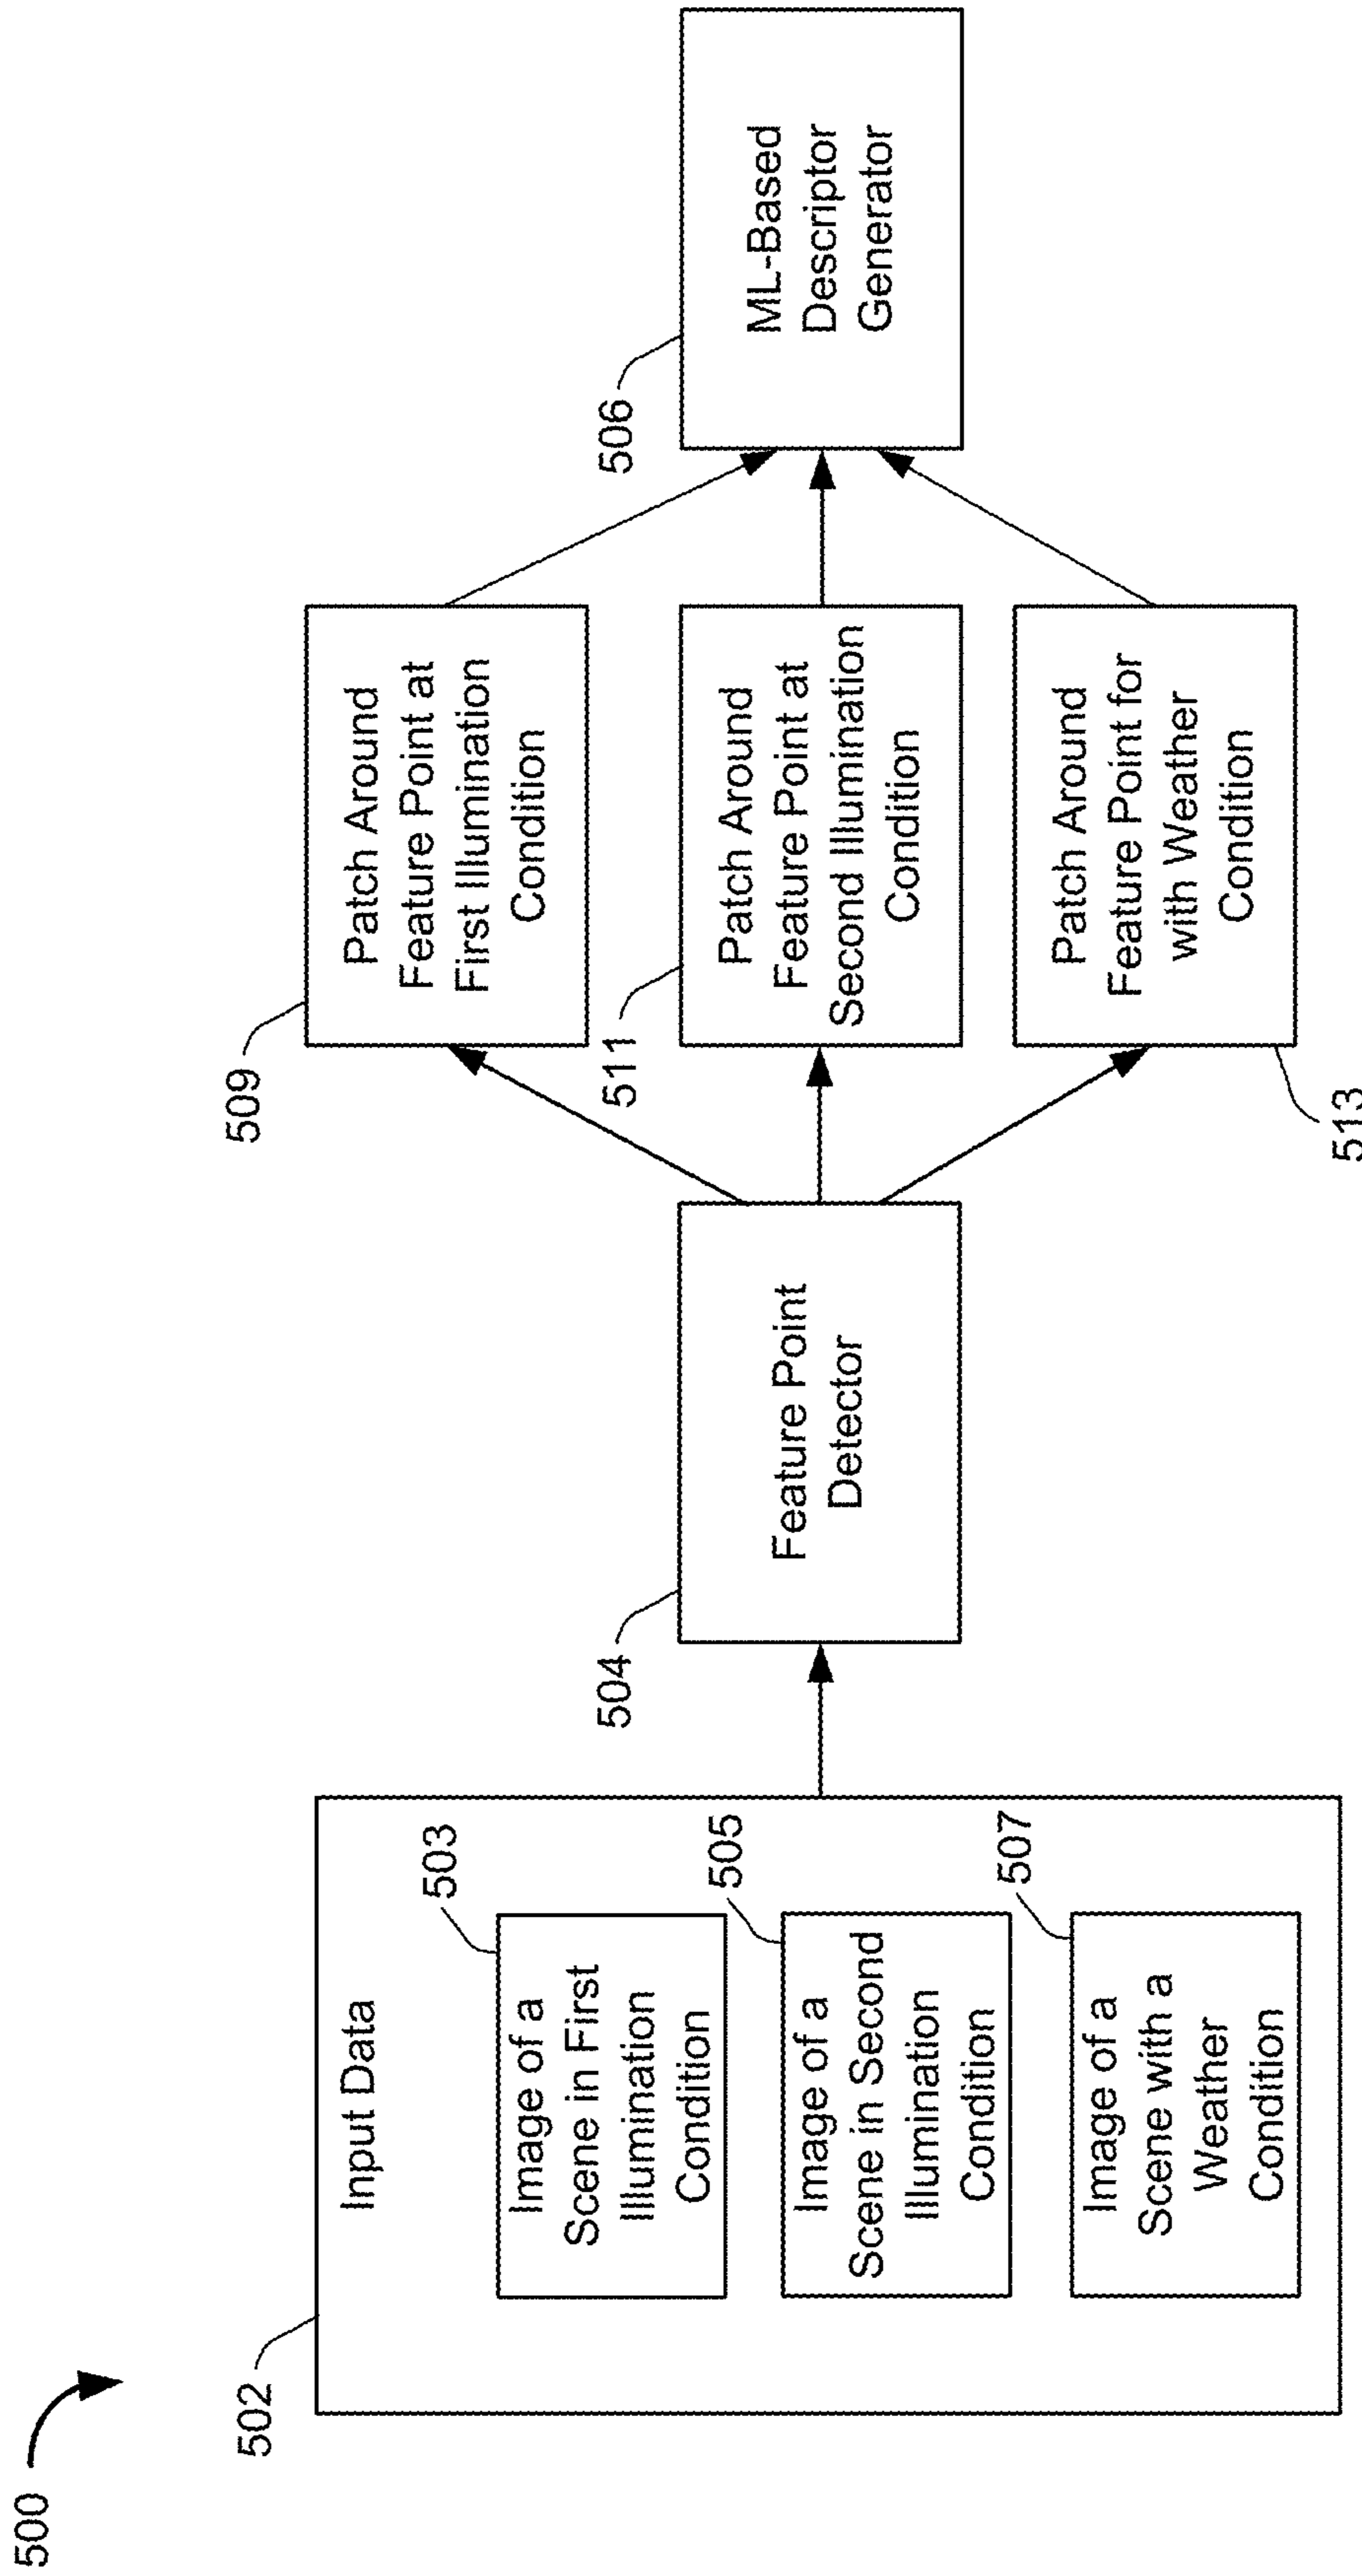 500
502
Input Data
503
Image of a
Scene in First
Illumination
Condition
505
Image of a
Scene in Second
Illumination
Condition
507
Image of a
Scene with a
Weather
Condition
504
Feature Point
Detector
509
Patch Around
Feature Point at
First Illumination
Condition
511
Patch Around
Feature Point at
Second Illumination
Condition
513
Patch Around
Feature Point for
with Weather
Condition
506
ML-Based
Descriptor
Generator